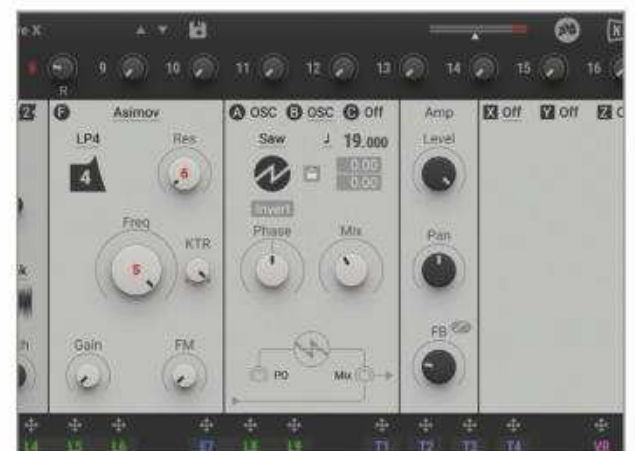 e X
8 9 10 11 12 13 14 15 16
R
F Asimov A OSC B OSC C Off Amp X Off Y Off Z
LP4 Res Saw 19.000 Level
4 6 0.00
0.00
Invert
Freq KTR Phase Mix Pan
5
Gain FM FB
PO Mix
L4 L5 L6 E7 L8 L9 T1 T2 T3 T4 VB